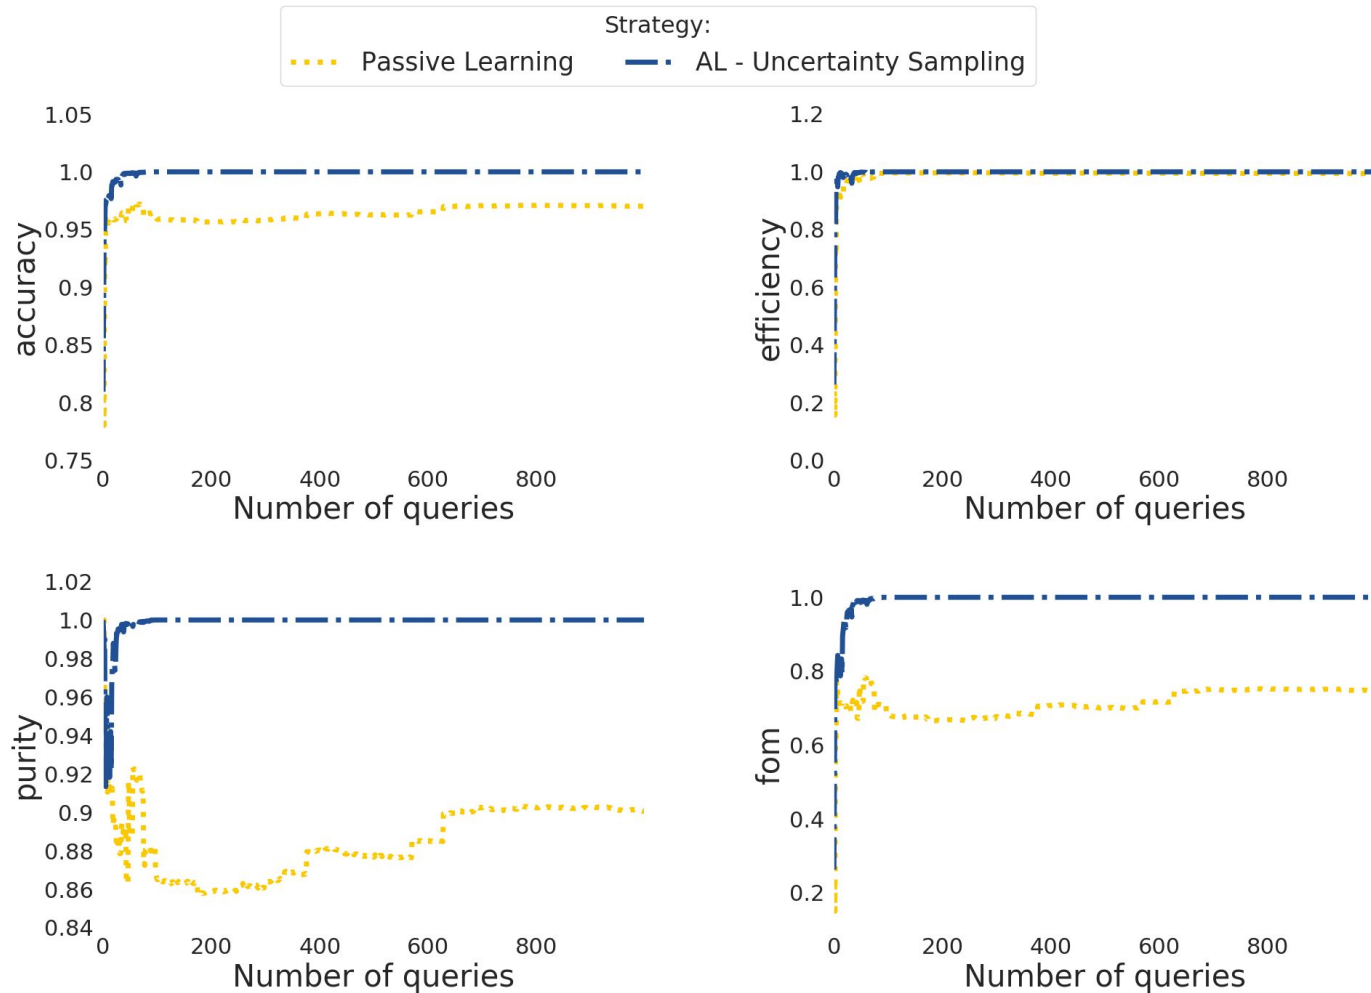 Strategy:
Passive Learning AL - Uncertainty Sampling
1.05
1.0
0.95
0.9
0.85
0.8
0.75
accuracy
0 200 400 600 800
Number of queries
1.2
1.0
0.8
0.6
0.4
0.2
0.0
efficiency
0 200 400 600 800
Number of queries
1.02
1.0
0.98
0.96
0.94
0.92
0.9
0.88
0.86
0.84
purity
0 200 400 600 800
Number of queries
1.0
0.8
0.6
0.4
0.2
fom
0 200 400 600 800
Number of queries